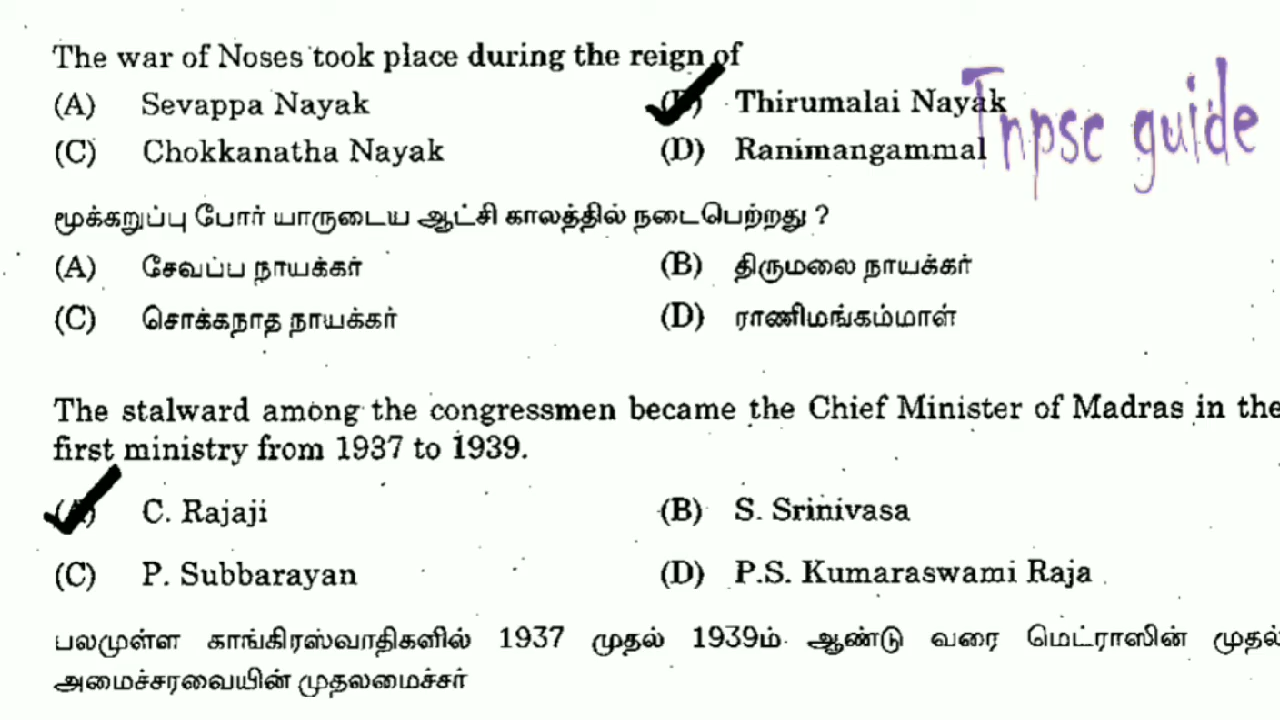 The war of Noses took place during the reign of
(A) Sevappa Nayak (B) Thirumalai Nayak
(C) Chokkanatha Nayak (D) Ranimangammal
Tnpsc guide
மூக்கறுப்பு போர் யாருடைய ஆட்சி காலத்தில் நடைபெற்றது ?
(A) சேவப்ப நாயக்கர் (B) திருமலை நாயக்கர்
(C) சொக்கநாத நாயக்கர் (D) ராணிமங்கம்மாள்
The stalward among the congressmen became the Chief Minister of Madras in the
first ministry from 1937 to 1939.
(A) C. Rajaji (B) S. Srinivasa
(C) P. Subbarayan (D) P.S. Kumaraswami Raja
பலமுள்ள காங்கிரஸ்வாதிகளில் 1937 முதல் 1939ம் ஆண்டு வரை மெட்ராஸின் முதல்
அமைச்சரவையின் முதலமைச்சர்